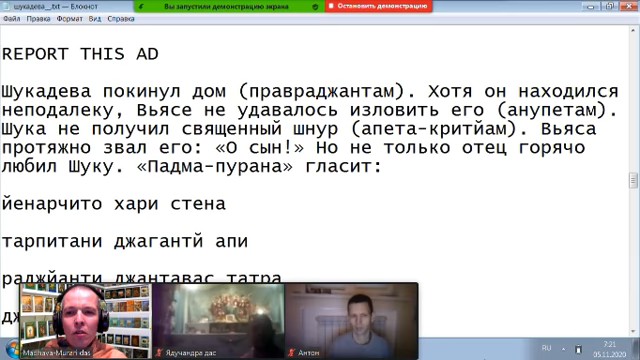 шукадева__.txt — Блокнот
Вы запустили демонстрацию экрана
Остановить демонстрацию
Файл Правка Формат Вид Справка
REPORT THIS AD
Шукадева покинул дом (правраджантам). Хотя он находился
неподалеку, Вьясе не удавалось изловить его (анупетам).
Шука не получил священный шнур (апета-критйам). Вьяса
протяжно звал его: «О сын!» Но не только отец горячо
любил Шуку. «Падма-пурана» гласит:
йенарчито хари стена
тарпитани джагантй апи
раджйанти джантавас татра
Madhava-Murari das
Ядучандра дас
Антон
RU
7:21
05.11.2020